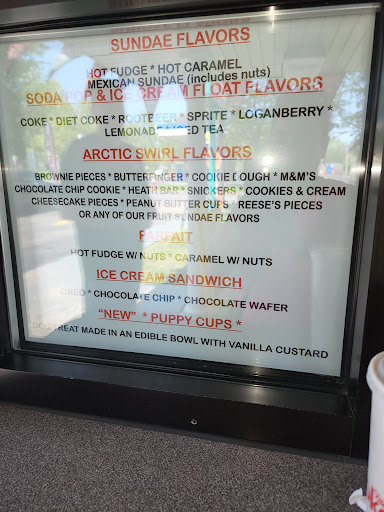 SUNDAE FLAVORS
HOT FUDGE * HOT CARAMEL
MEXICAN SUNDAE (includes nuts)
SODA POP & ICE CREAM FLOAT FLAVORS
COKE * DIET COKE * ROOTBEER * SPRITE * LOGANBERRY *
LEMONADE * ICED TEA
ARCTIC SWIRL FLAVORS
BROWNIE PIECES * BUTTERFINGER * COOKIE DOUGH * M&M'S
CHOCOLATE CHIP COOKIE * HEATH BAR * SNICKERS * COOKIES & CREAM
CHEESECAKE PIECES * PEANUT BUTTER CUPS * REESE'S PIECES
OR ANY OF OUR FRUIT SUNDAE FLAVORS
PARFAIT
HOT FUDGE W/ NUTS * CARAMEL W/ NUTS
ICE CREAM SANDWICH
OREO * CHOCOLATE CHIP * CHOCOLATE WAFER
"NEW" * PUPPY CUPS *
DOG TREAT MADE IN AN EDIBLE BOWL WITH VANILLA CUSTARD